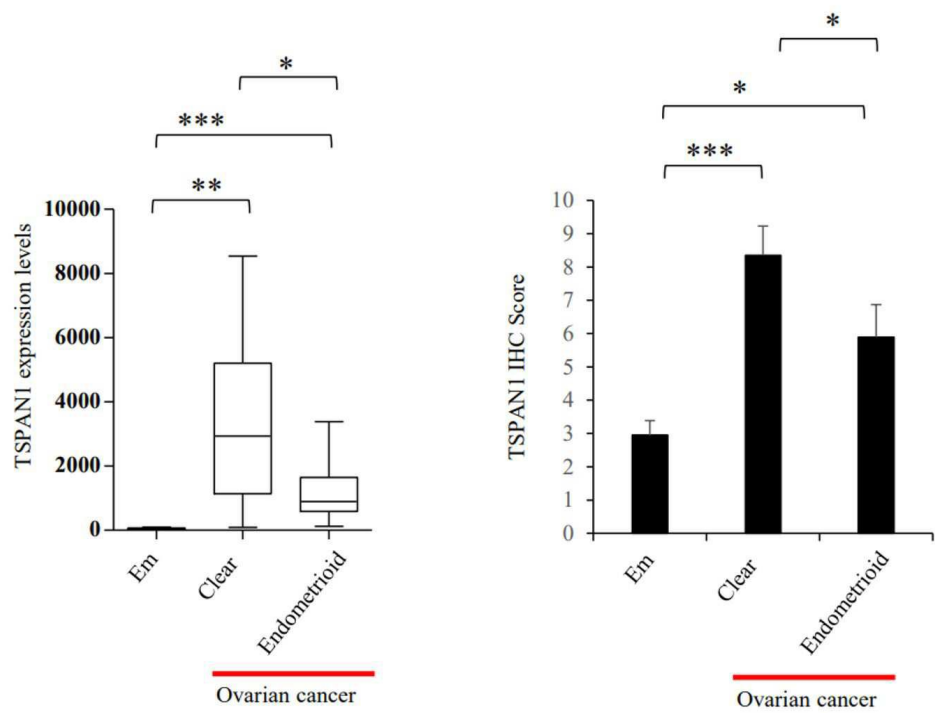 *
***
**
TSPAN1 expression levels
10000
8000
6000
4000
2000
0
Em
Clear
Endometrioid
Ovarian cancer
*
*
***
TSPAN1 IHC Score
10
9
8
7
6
5
4
3
2
1
0
Em
Clear
Endometrioid
Ovarian cancer